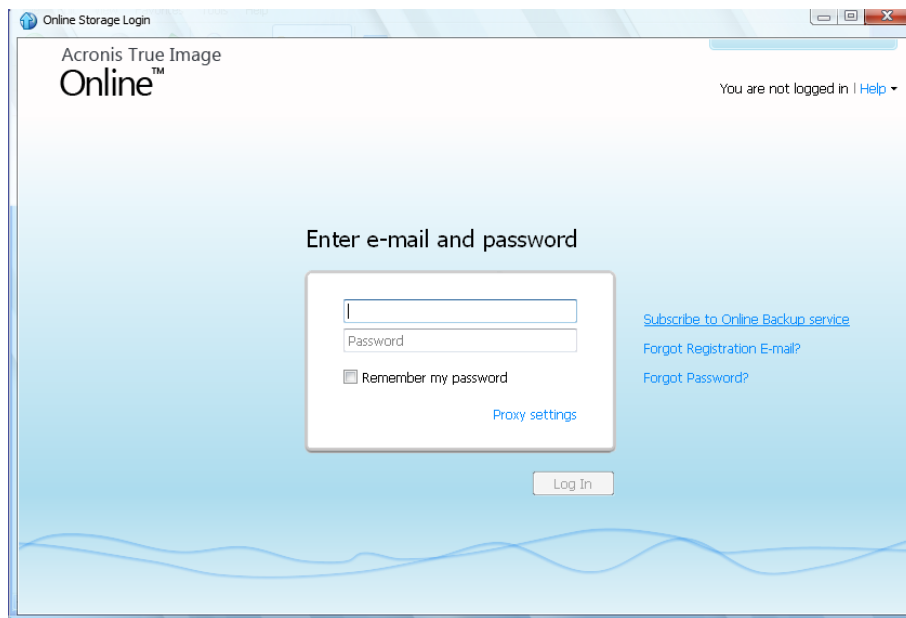 Online Storage Login
Acronis True Image
Online™
You are not logged in | Help
Enter e-mail and password
Password
Remember my password
Proxy settings
Subscribe to Online Backup service
Forgot Registration E-mail?
Forgot Password?
Log In